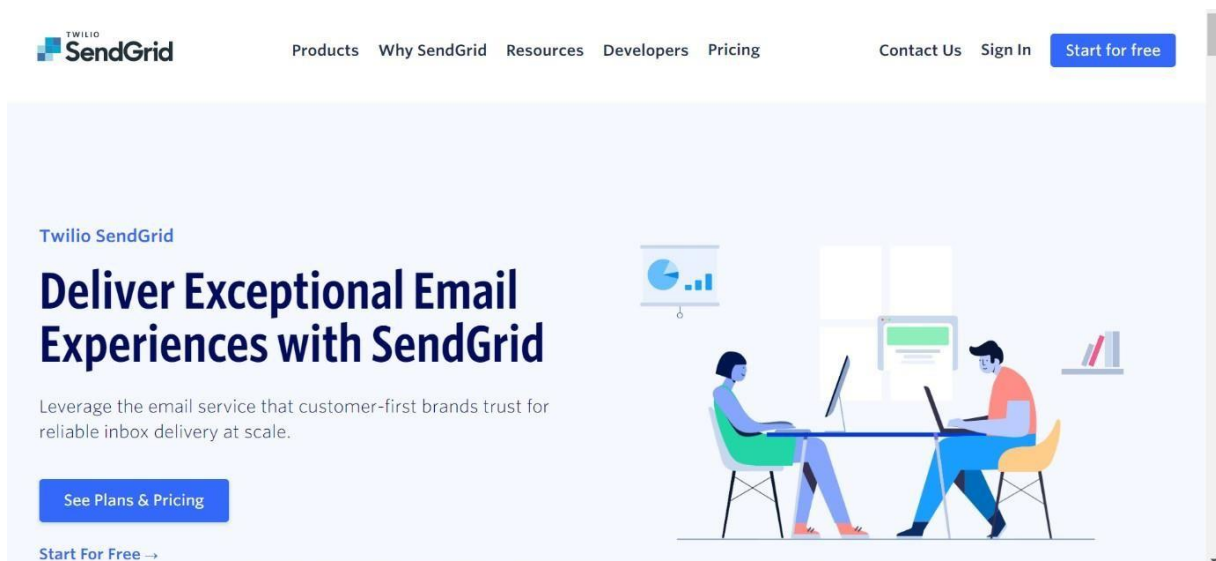 TWILIO
SendGrid
Products Why SendGrid Resources Developers Pricing Contact Us Sign In Start for free
Twilio SendGrid
Deliver Exceptional Email
Experiences with SendGrid
Leverage the email service that customer-first brands trust for
reliable inbox delivery at scale.
See Plans & Pricing
Start For Free →